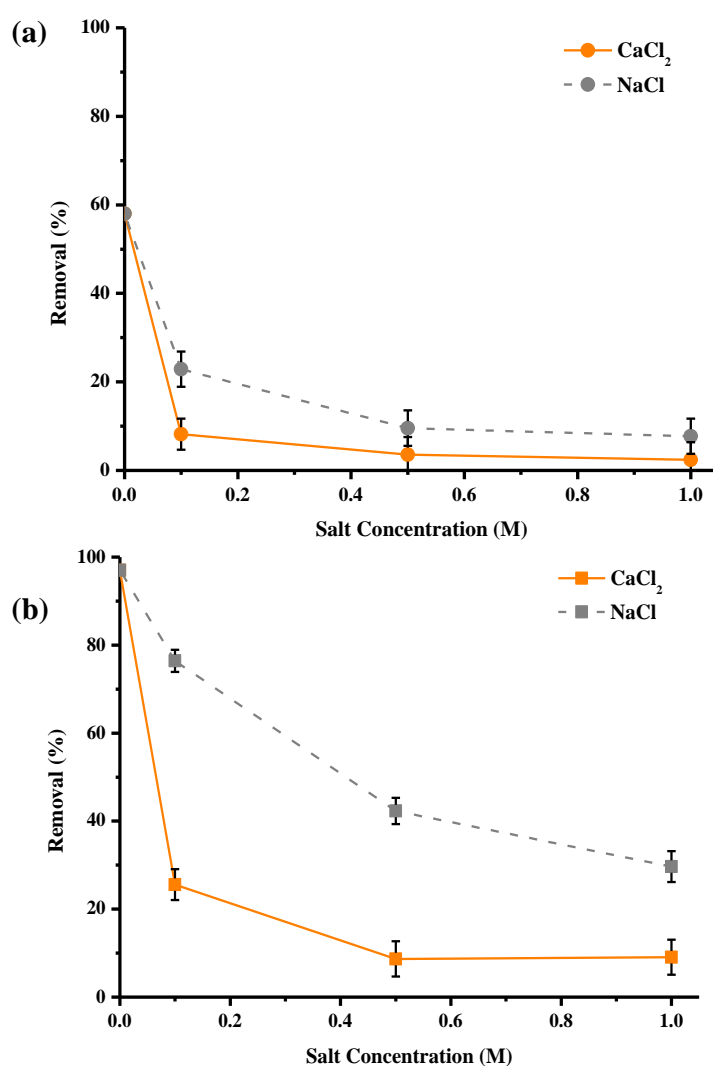 (a)
100
80
60
40
20
0
Removal (%)
CaCl₂
NaCl
0.0 0.2 0.4 0.6 0.8 1.0
Salt Concentration (M)
(b)
100
80
60
40
20
0
Removal (%)
CaCl₂
NaCl
0.0 0.2 0.4 0.6 0.8 1.0
Salt Concentration (M)